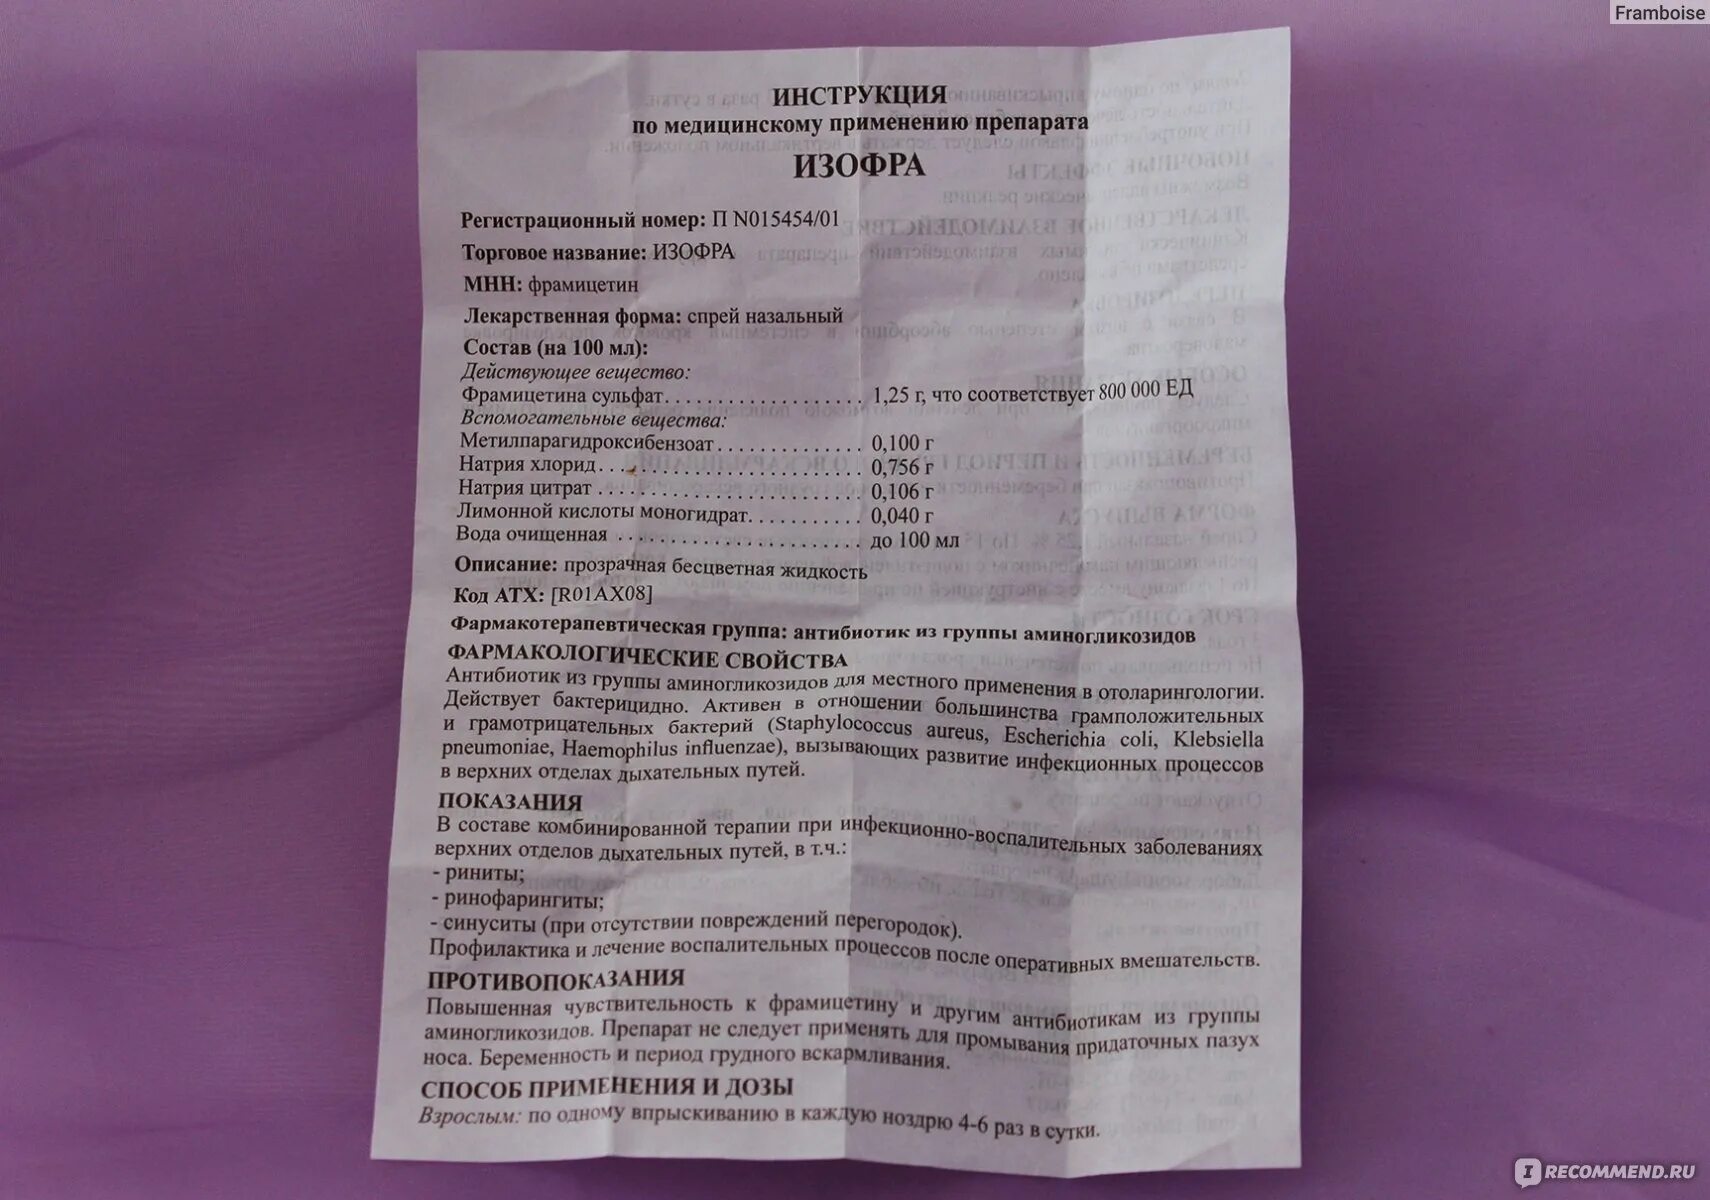 Framboise
ИНСТРУКЦИЯ
по медицинскому применению препарата
ИЗОФРА
Регистрационный номер: П N015454/01
Торговое название: ИЗОФРА
МНН: фрамицетин
Лекарственная форма: спрей назальный
Состав (на 100 мл):
Действующее вещество:
Фрамицетина сульфат.................... 1,25 г, что соответствует 800 000 ЕД
Вспомогательные вещества:
Метилпарагидроксибензоат.............. 0,100 г
Натрия хлорид......................... 0,756 г
Натрия цитрат......................... 0,106 г
Лимонной кислоты моногидрат........... 0,040 г
Вода очищенная....................... до 100 мл
Описание: прозрачная бесцветная жидкость
Код АТХ: [R01AX08]
Фармакотерапевтическая группа: антибиотик из группы аминогликозидов
ФАРМАКОЛОГИЧЕСКИЕ СВОЙСТВА
Антибиотик из группы аминогликозидов для местного применения в отоларингологии.
Действует бактерицидно. Активен в отношении большинства грамположительных
и грамотрицательных бактерий (Staphylococcus aureus, Escherichia coli, Klebsiella
pneumoniae, Haemophilus influenzae), вызывающих развитие инфекционных процессов
в верхних отделах дыхательных путей.
ПОКАЗАНИЯ
В составе комбинированной терапии при инфекционно-воспалительных заболеваниях
верхних отделов дыхательных путей, в т.ч.:
- риниты;
- ринофарингиты;
- синуситы (при отсутствии повреждений перегородок).
Профилактика и лечение воспалительных процессов после оперативных вмешательств.
ПРОТИВОПОКАЗАНИЯ
Повышенная чувствительность к фрамицетину и другим антибиотикам из группы
аминогликозидов. Препарат не следует применять для промывания придаточных пазух
носа. Беременность и период грудного вскармливания.
СПОСОБ ПРИМЕНЕНИЯ И ДОЗЫ
Взрослым: по одному впрыскиванию в каждую ноздрю 4-6 раз в сутки.
IRECOMMEND.RU